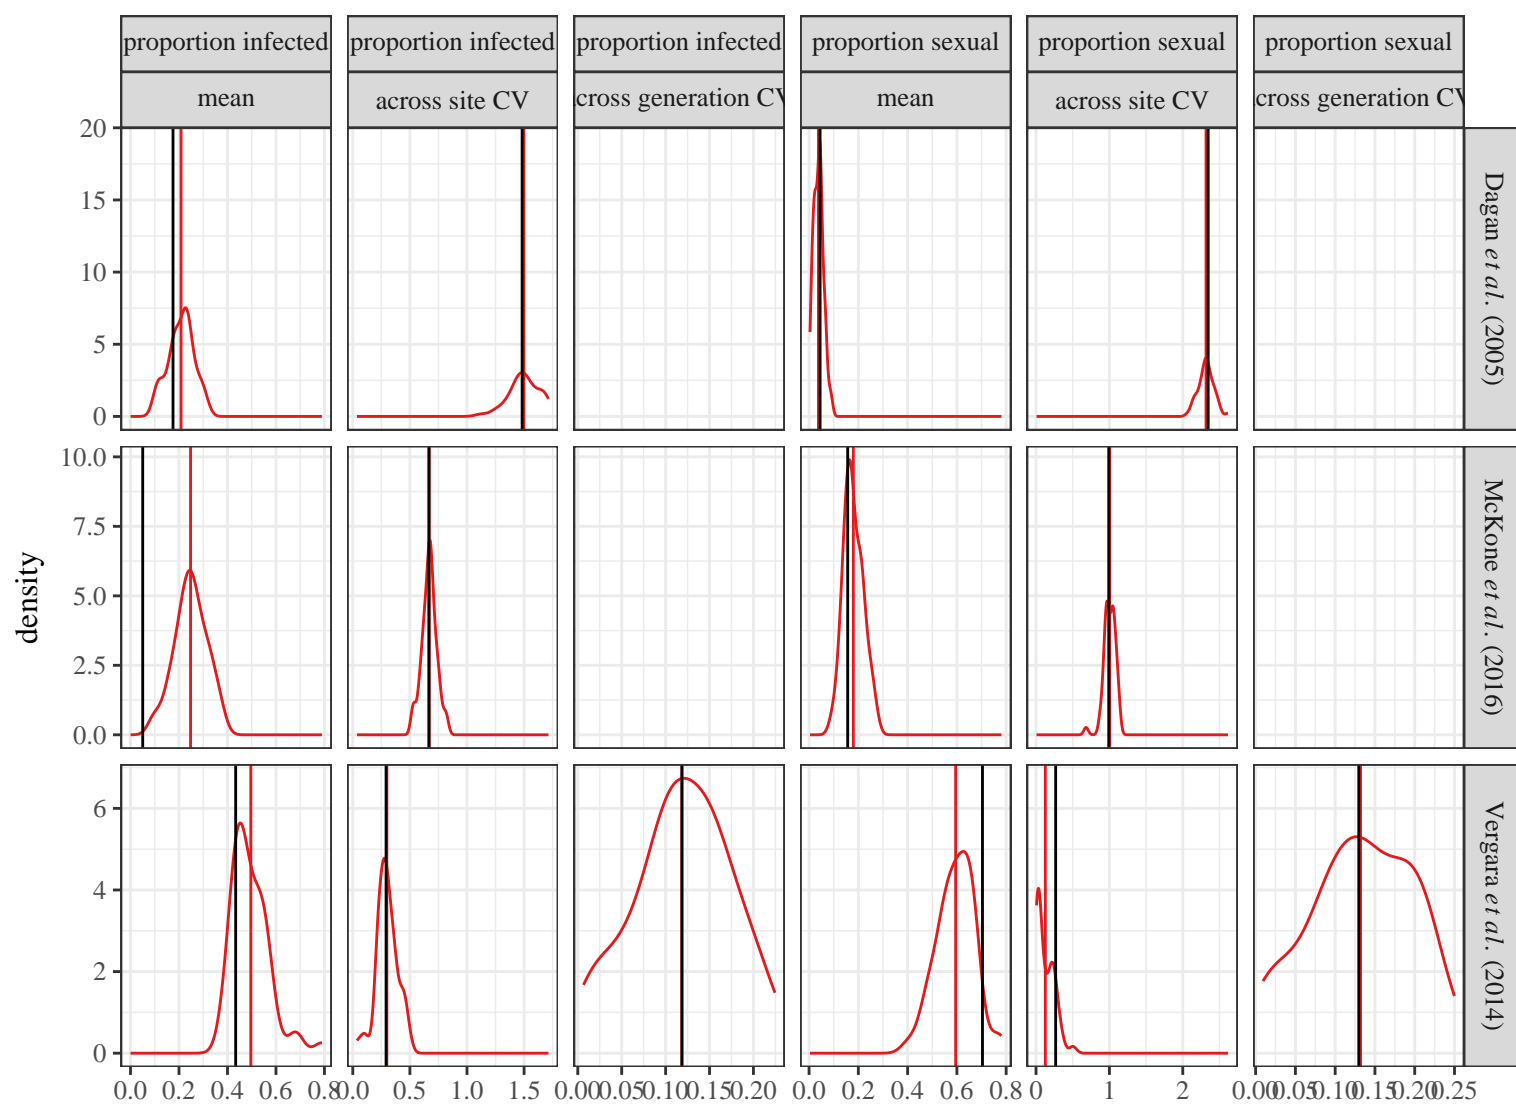 proportion infected proportion infected proportion infected proportion sexual proportion sexual proportion sexual
mean across site CV cross generation CV mean across site CV cross generation CV
20
15
10
5
0
Dagan et al. (2005)
10.0
7.5
5.0
2.5
0.0
McKone et al. (2016)
density
6
4
2
0
Vergara et al. (2014)
0.0 0.2 0.4 0.6 0.8 0.5 1.0 1.5 0.00 0.05 0.10 0.15 0.20 0.0 0.2 0.4 0.6 0.8 0 1 2 0.00 0.05 0.10 0.15 0.20 0.25